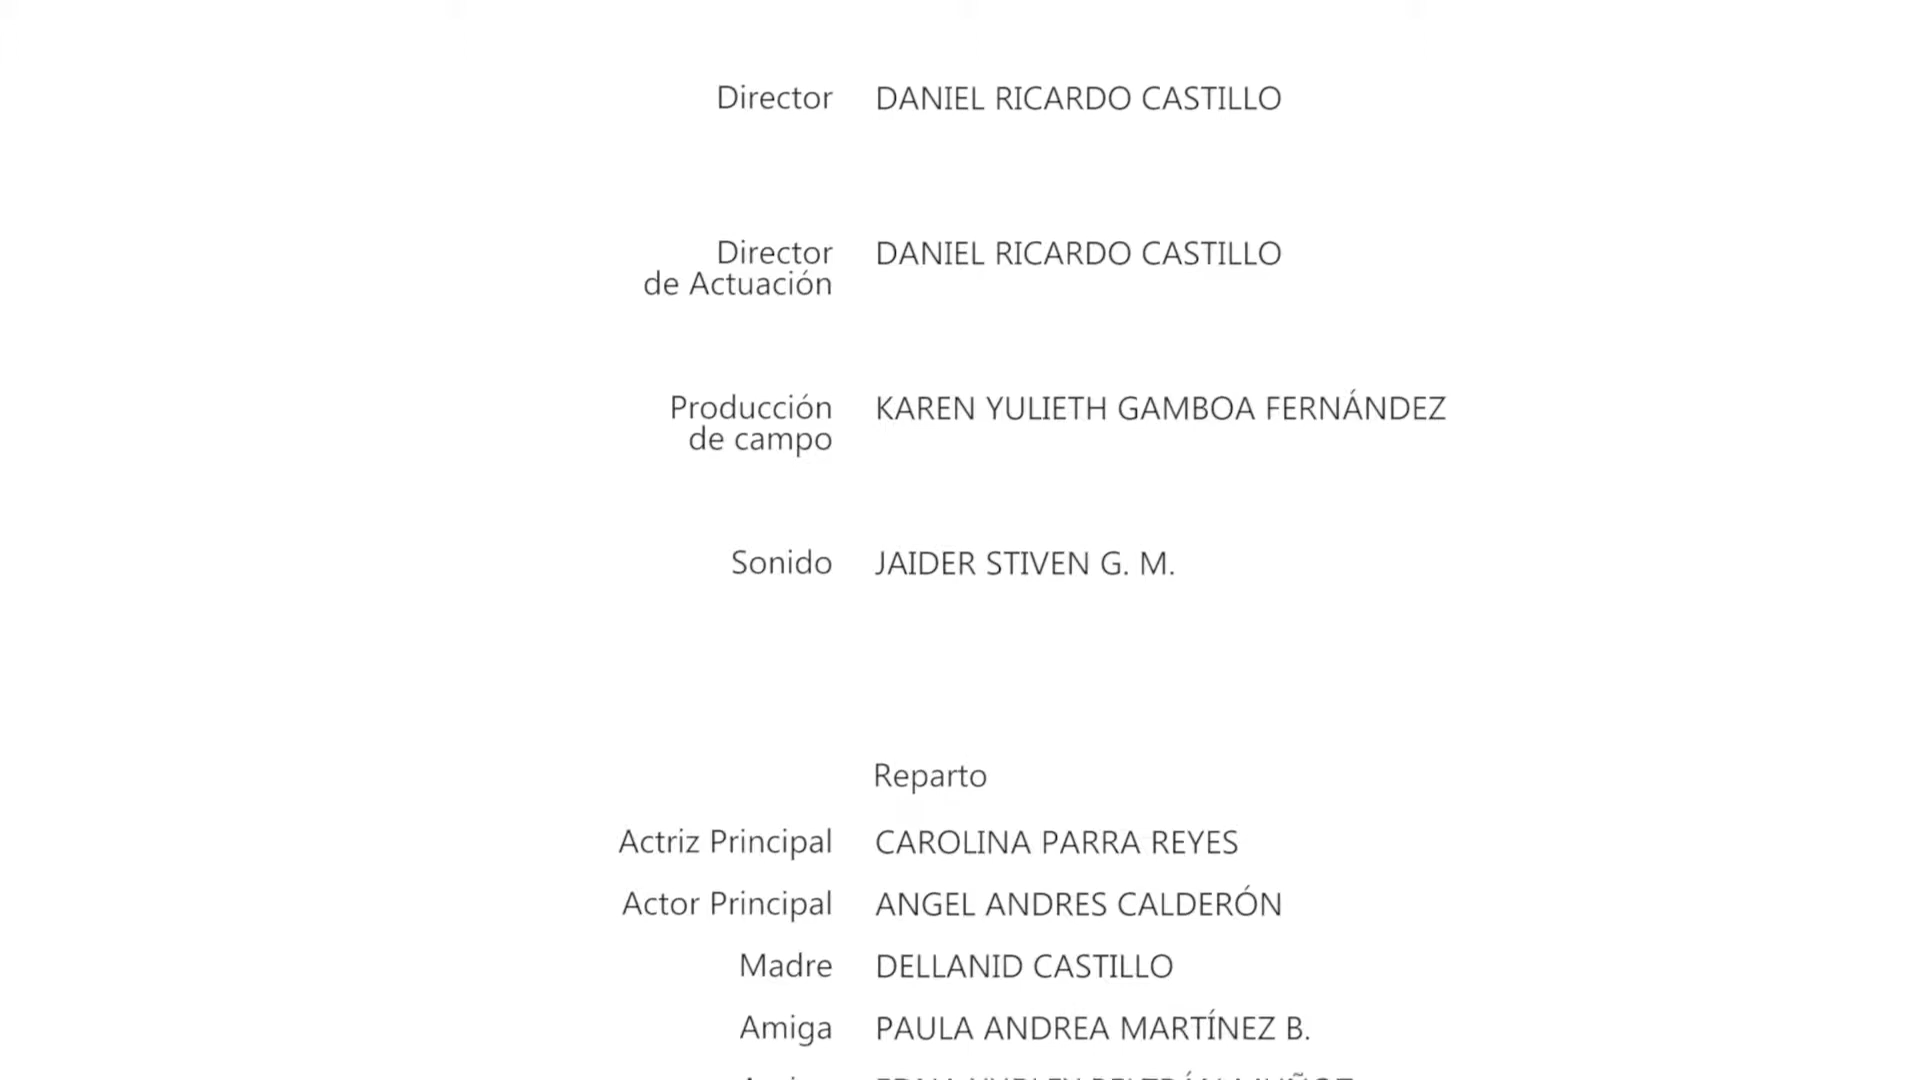 Director DANIEL RICARDO CASTILLO
Director DANIEL RICARDO CASTILLO
de Actuación
Producción KAREN YULIETH GAMBOA FERNÁNDEZ
de campo
Sonido JAIDER STIVEN G. M.
Reparto
Actriz Principal CAROLINA PARRA REYES
Actor Principal ANGEL ANDRES CALDERÓN
Madre DELLANID CASTILLO
Amiga PAULA ANDREA MARTÍNEZ B.